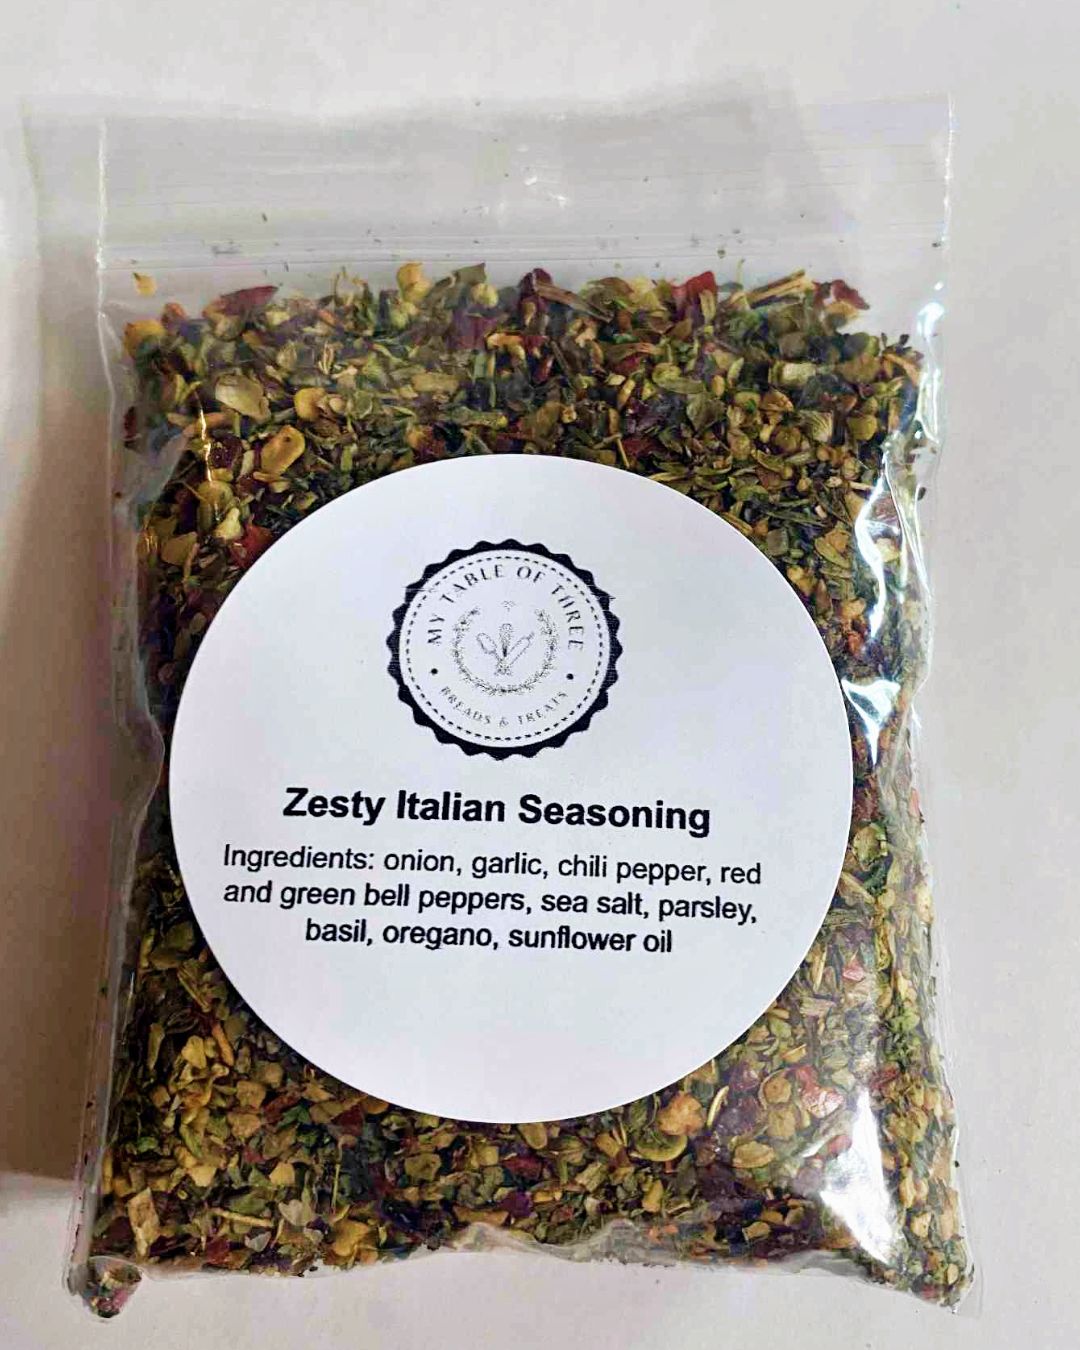 MY TABLE OF THREE
BREADS & TREATS
Zesty Italian Seasoning
Ingredients: onion, garlic, chili pepper, red
and green bell peppers, sea salt, parsley,
basil, oregano, sunflower oil